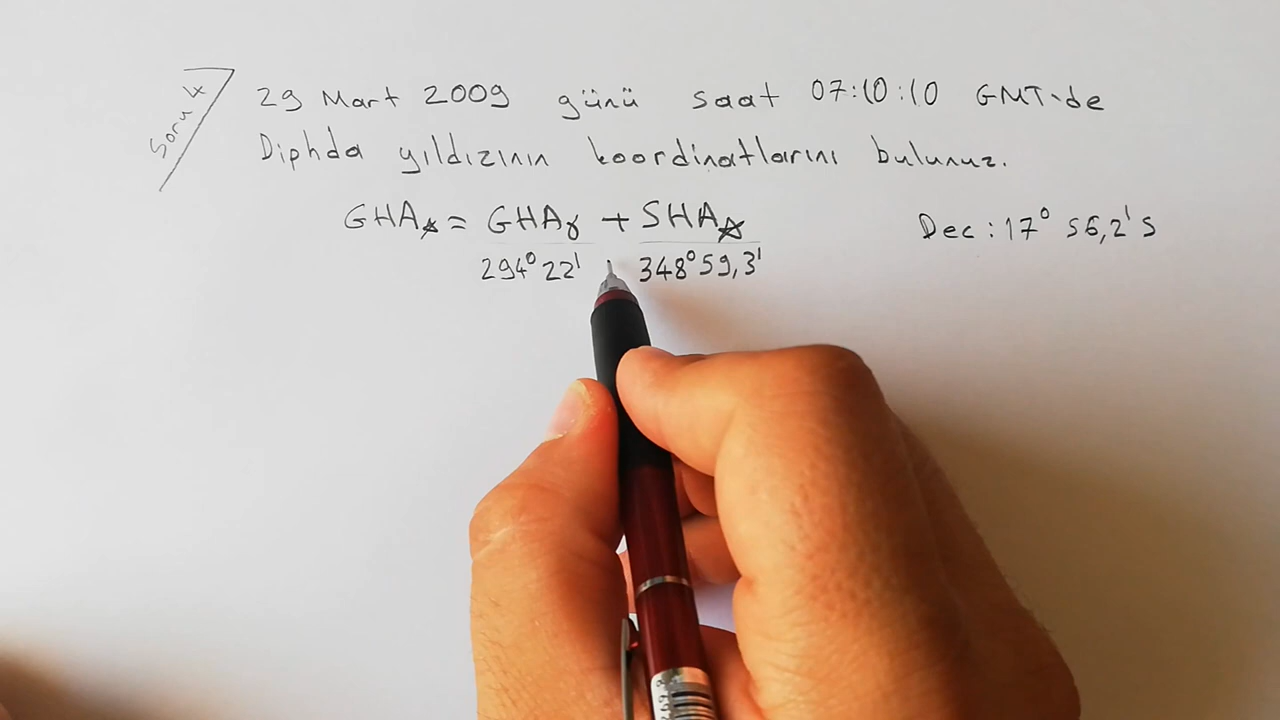 Soru 4
29 Mart 2009 günü saat 07:10:10 GMT'de
Diphda yıldızının koordinatlarını bulunuz.
GHA☆ = GHAγ + SHA☆ Dec: 17° 56,2' S
294° 22' 348° 59,3'